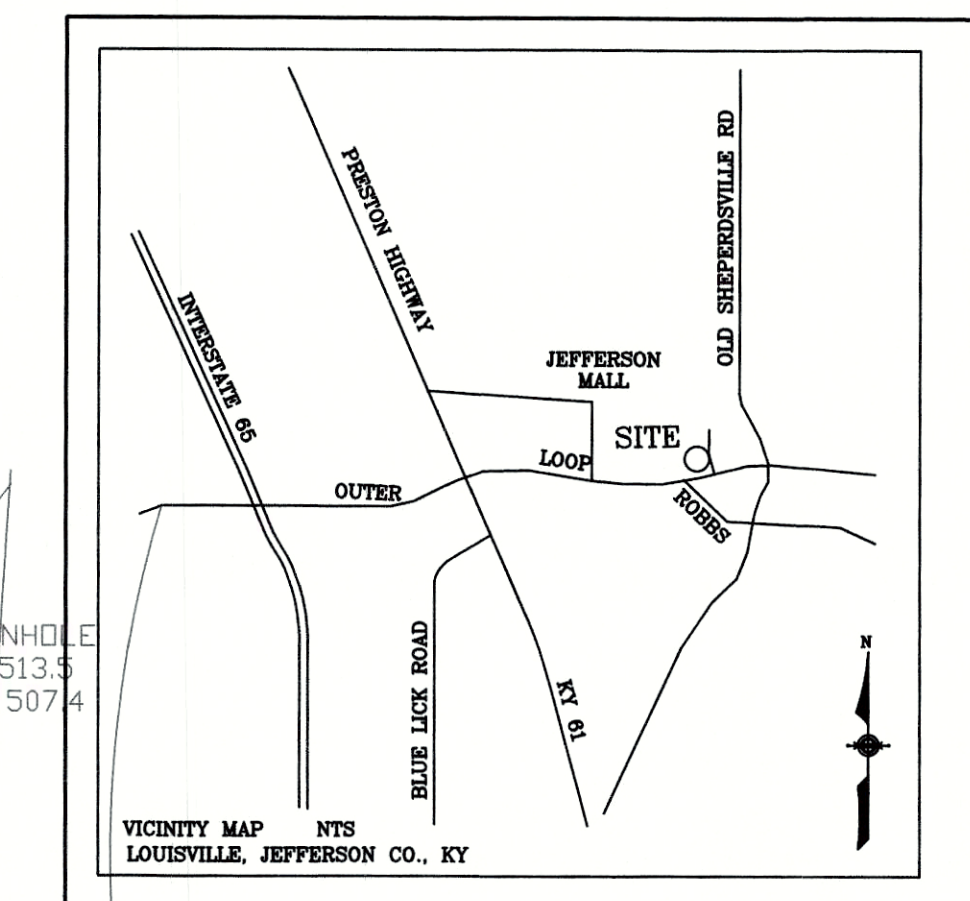 PRESTON HIGHWAY
OLD SHEPERDSVILLE RD
INTERSTATE 65
JEFFERSON
MALL
SITE
LOOP
OUTER
ROBBS
BLUE LICK ROAD
KY 61
N
NHOLE
513.5
507.4
VICINITY MAP NTS
LOUISVILLE, JEFFERSON CO., KY